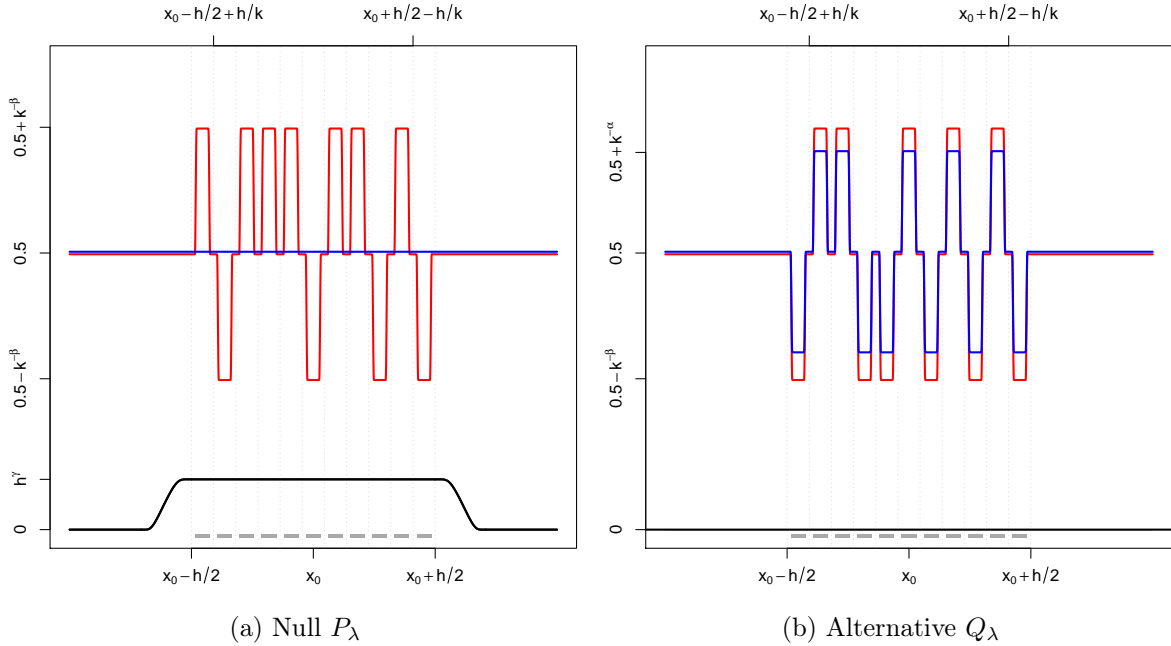 x₀−h/2+h/k x₀+h/2−h/k
0.5+k^−β
0.5
0.5−k^−β
h^γ
0
x₀−h/2 x₀ x₀+h/2
(a) Null P_λ
x₀−h/2+h/k x₀+h/2−h/k
0.5+k^−α
0.5
0.5−k^−β
0
x₀−h/2 x₀ x₀+h/2
(b) Alternative Q_λ